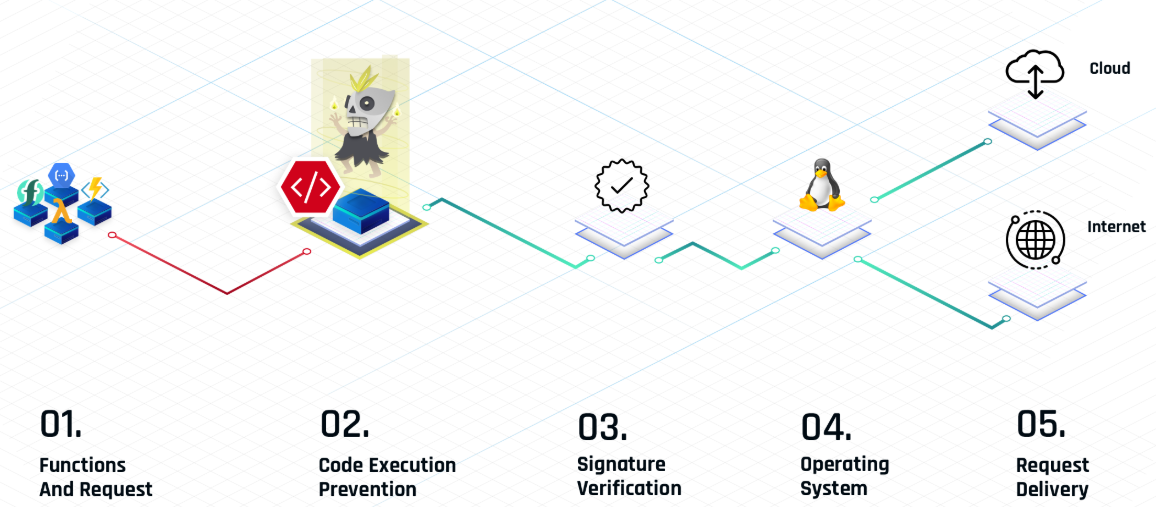 Cloud
Internet
01.
Functions
And Request
02.
Code Execution
Prevention
03.
Signature
Verification
04.
Operating
System
05.
Request
Delivery